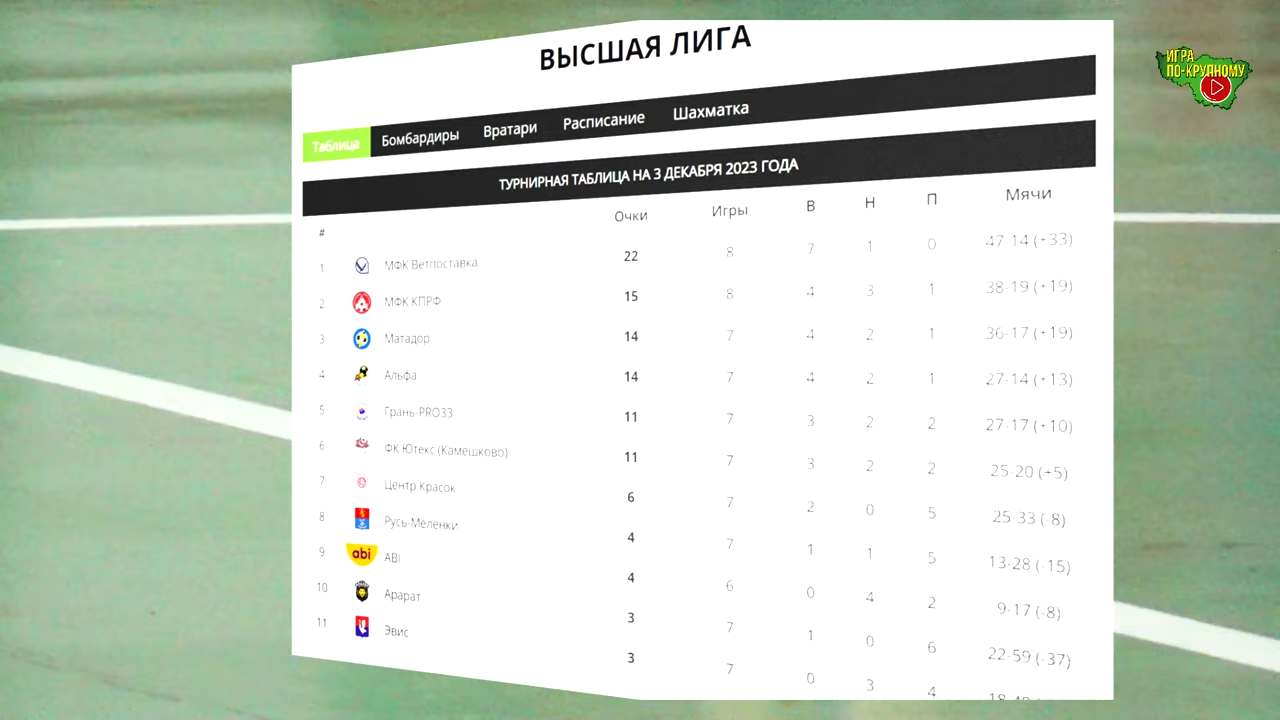 ИГРА
ПО-КРУПНОМУ
ВЫСШАЯ ЛИГА
Таблица Бомбардиры Вратари Расписание Шахматка
ТУРНИРНАЯ ТАБЛИЦА НА 3 ДЕКАБРЯ 2023 ГОДА
# Очки Игры В Н П Мячи
1 МФК Ветпоставка 22 8 7 1 0 47-14 (+33)
2 МФК КПРФ 15 8 4 3 1 38-19 (+19)
3 Матадор 14 7 4 2 1 36-17 (+19)
4 Альфа 14 7 4 2 1 27-14 (+13)
5 Грань-PRO33 11 7 3 2 2 27-17 (+10)
6 ФК Ютекс (Камешково) 11 7 3 2 2 25-20 (+5)
7 Центр Красок 6 7 2 0 5 25-33 (-8)
8 Русь-Меленки 4 7 1 1 5 13-28 (-15)
9 abi ABI 4 6 0 4 2 9-17 (-8)
10 Арарат 3 7 1 0 6 22-59 (-37)
11 Эвис 3 7 0 3 4